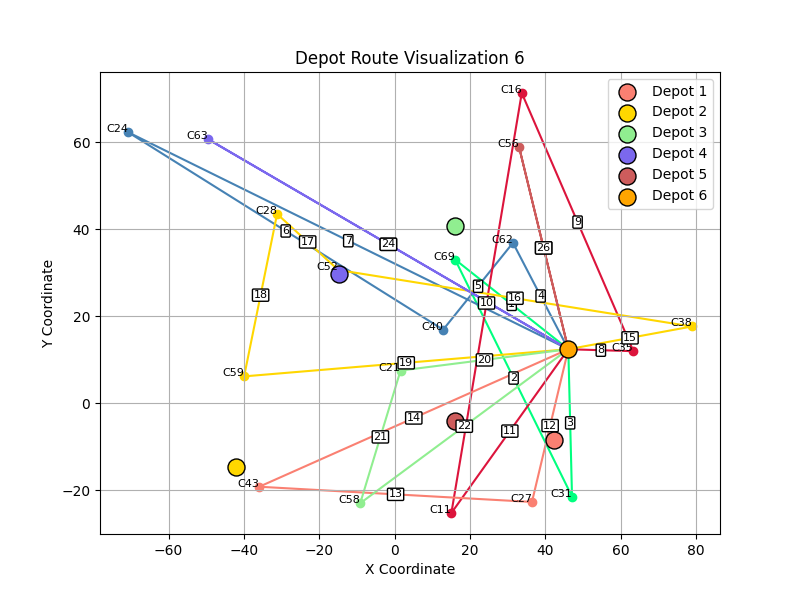 Depot Route Visualization 6
Y Coordinate
X Coordinate
60
40
20
0
−20
−60
−40
−20
0
20
40
60
80
Depot 1
Depot 2
Depot 3
Depot 4
Depot 5
Depot 6
C16
C24
C63
C56
C28
C62
C69
C52
C38
C40
C35
C21
C59
C43
C31
C58
C27
C11
9
6
17
7
24
26
18
5
10
16
4
15
8
19
20
2
14
3
12
22
11
21
13